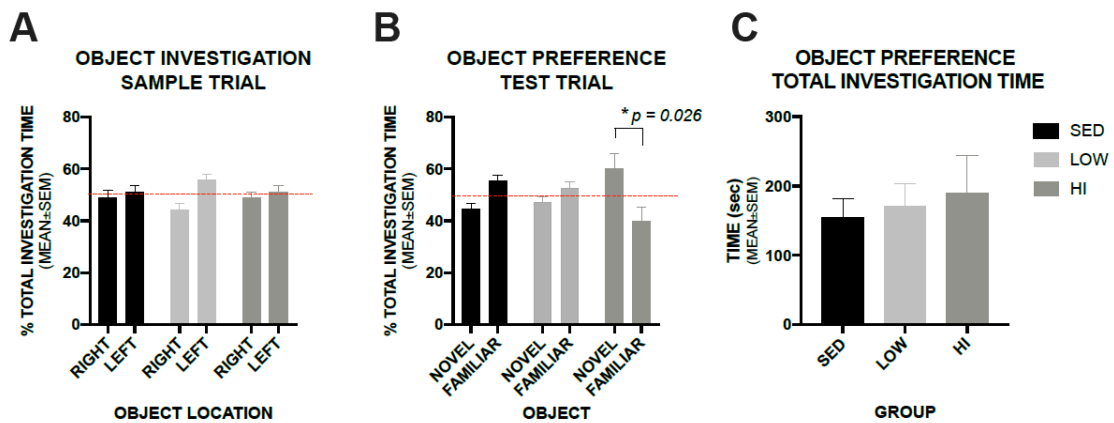 A
OBJECT INVESTIGATION
SAMPLE TRIAL
% TOTAL INVESTIGATION TIME
(MEAN±SEM)
80
60
40
20
0
RIGHT
LEFT
RIGHT
LEFT
RIGHT
LEFT
OBJECT LOCATION
B
OBJECT PREFERENCE
TEST TRIAL
% TOTAL INVESTIGATION TIME
(MEAN±SEM)
80
60
40
20
0
* p = 0.026
NOVEL
FAMILIAR
NOVEL
FAMILIAR
NOVEL
FAMILIAR
OBJECT
C
OBJECT PREFERENCE
TOTAL INVESTIGATION TIME
TIME (sec)
(MEAN±SEM)
300
200
100
0
SED
LOW
HI
GROUP
SED
LOW
HI